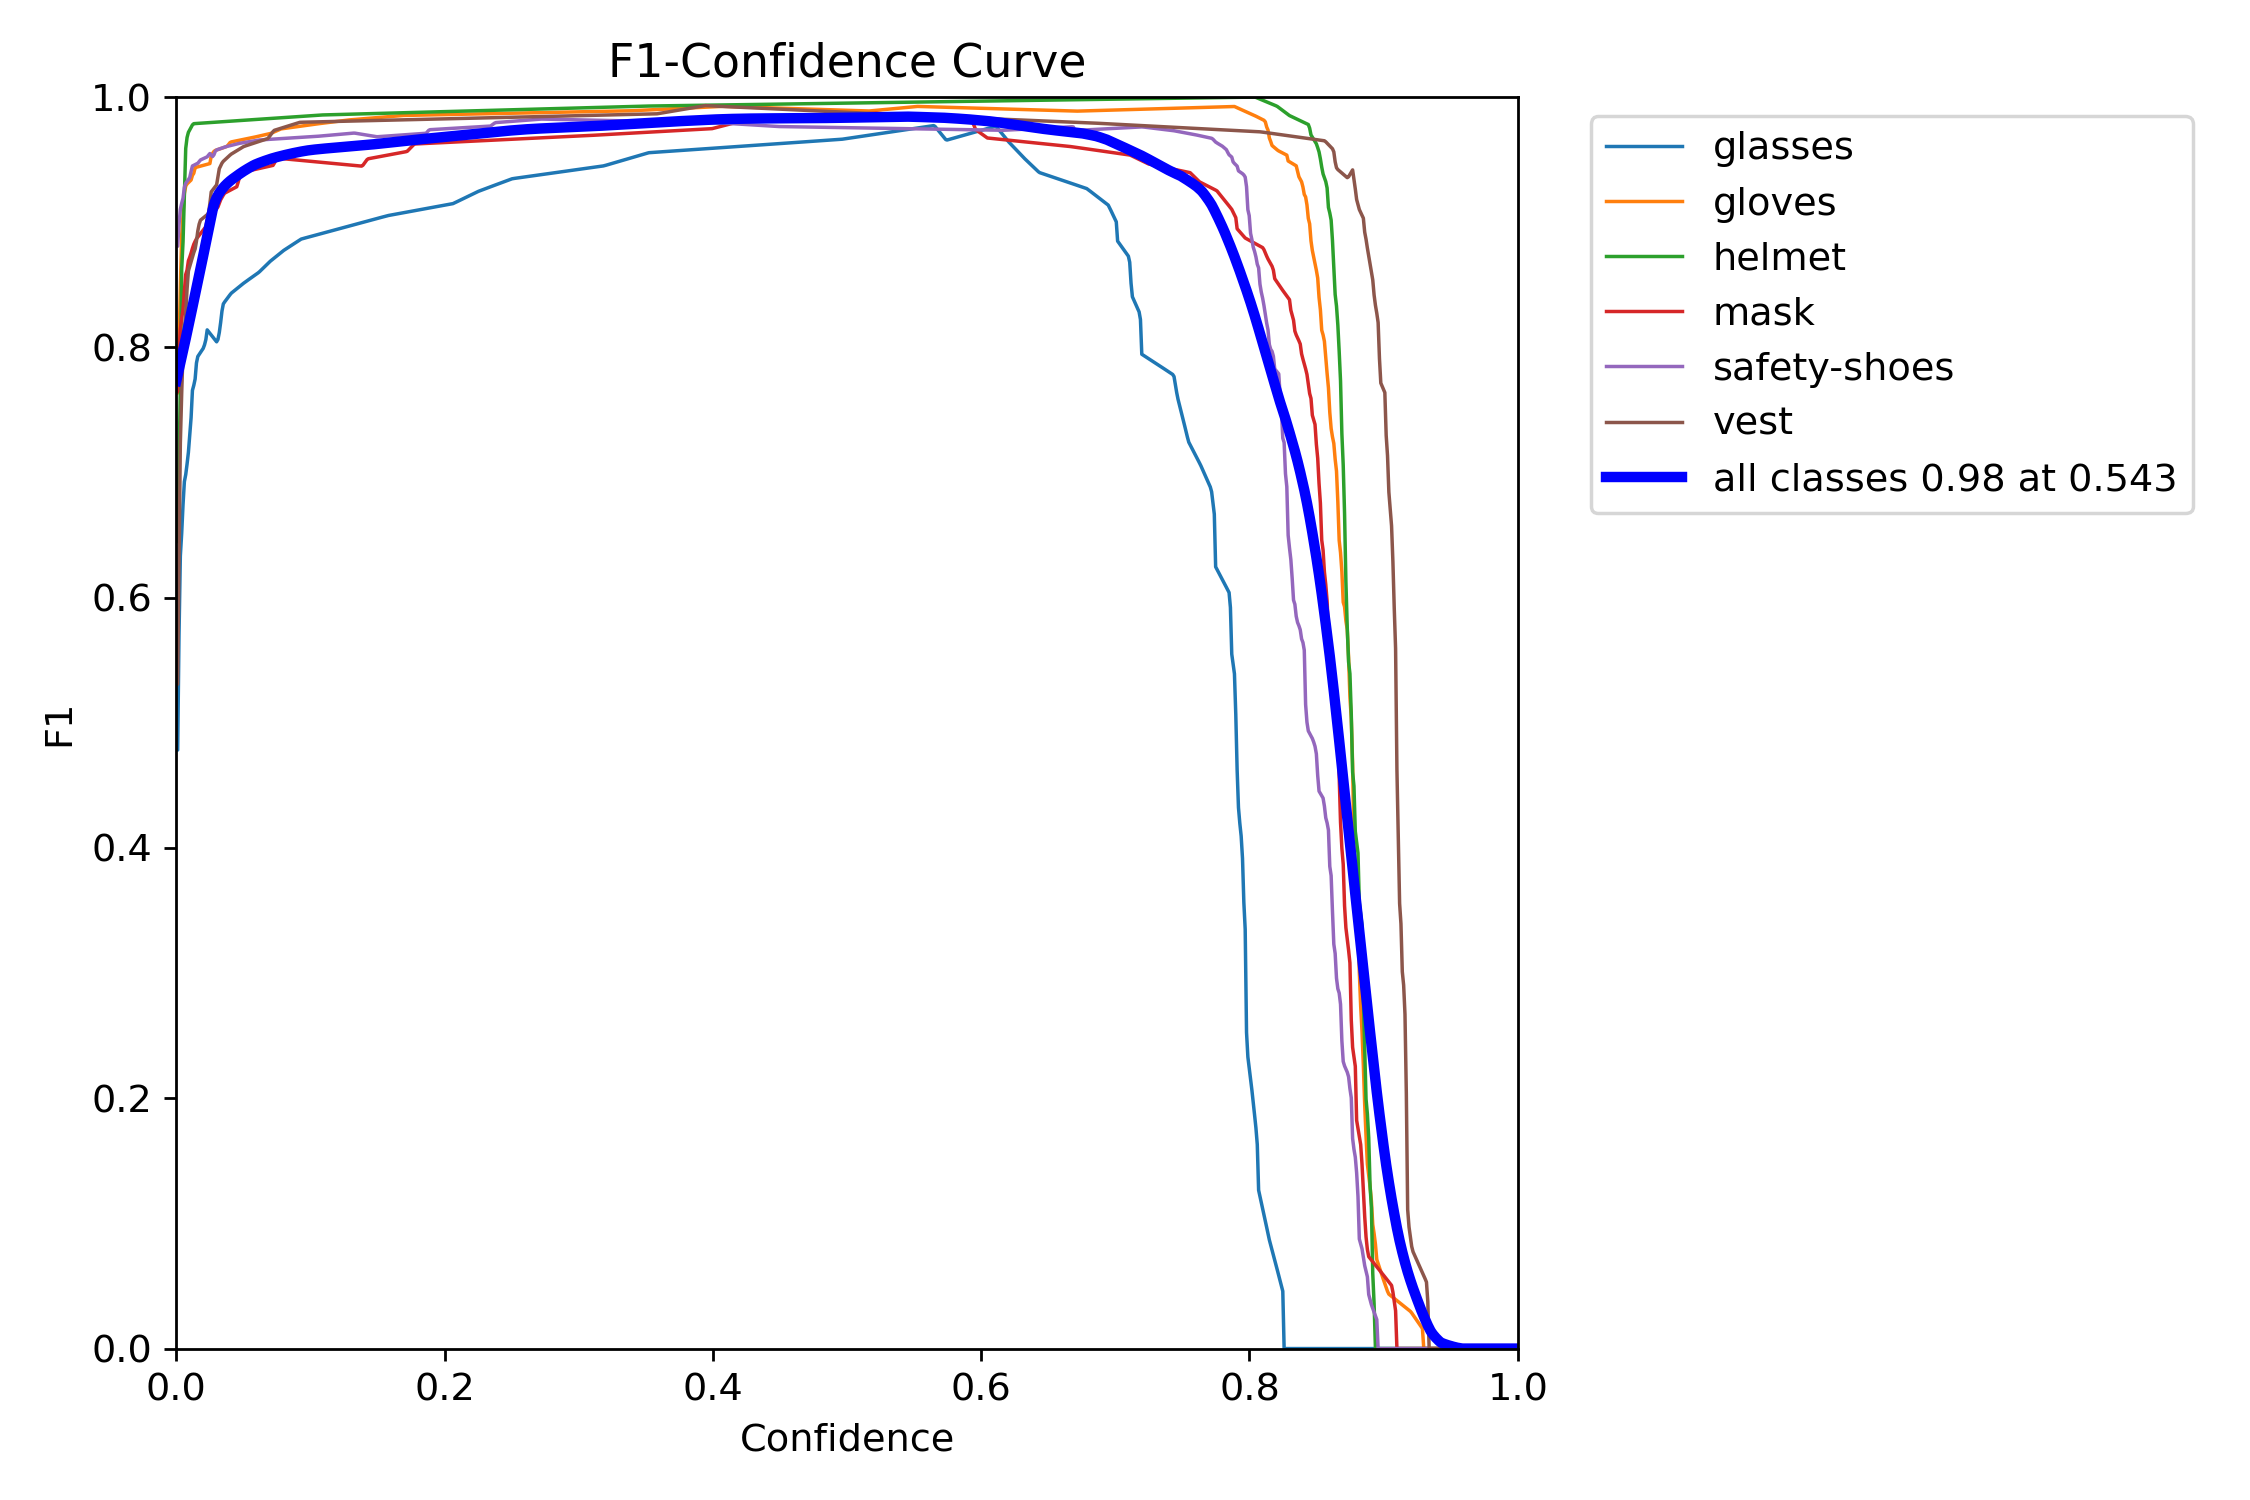 F1-Confidence Curve
1.0
0.8
0.6
0.4
0.2
0.0
F1
0.0 0.2 0.4 0.6 0.8 1.0
Confidence
glasses
gloves
helmet
mask
safety-shoes
vest
all classes 0.98 at 0.543